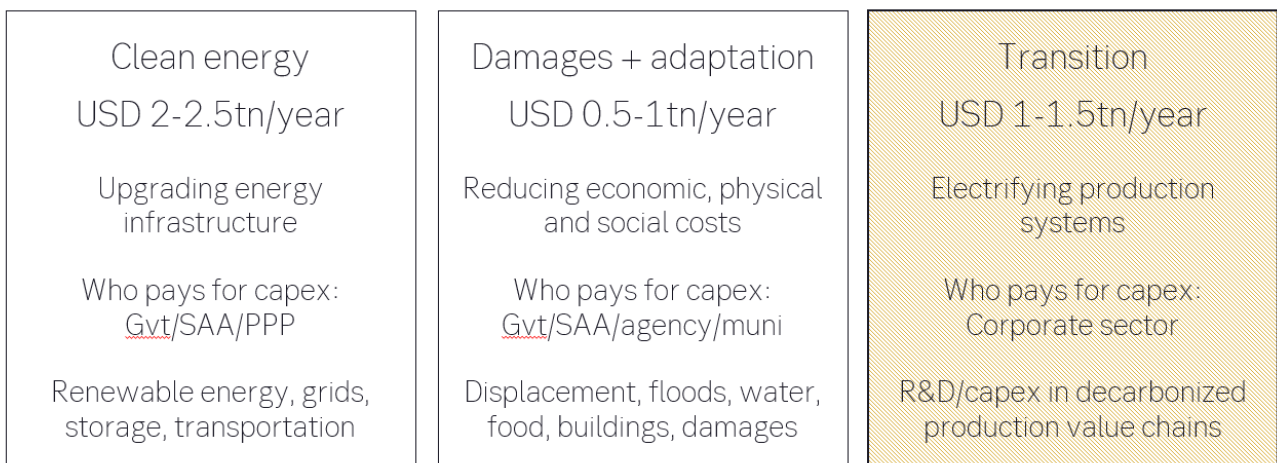 Clean energy
USD 2-2.5tn/year
Upgrading energy
infrastructure
Who pays for capex:
Gvt/SAA/PPP
Renewable energy, grids,
storage, transportation
Damages + adaptation
USD 0.5-1tn/year
Reducing economic, physical
and social costs
Who pays for capex:
Gvt/SAA/agency/muni
Displacement, floods, water,
food, buildings, damages
Transition
USD 1-1.5tn/year
Electrifying production
systems
Who pays for capex:
Corporate sector
R&D/capex in decarbonized
production value chains